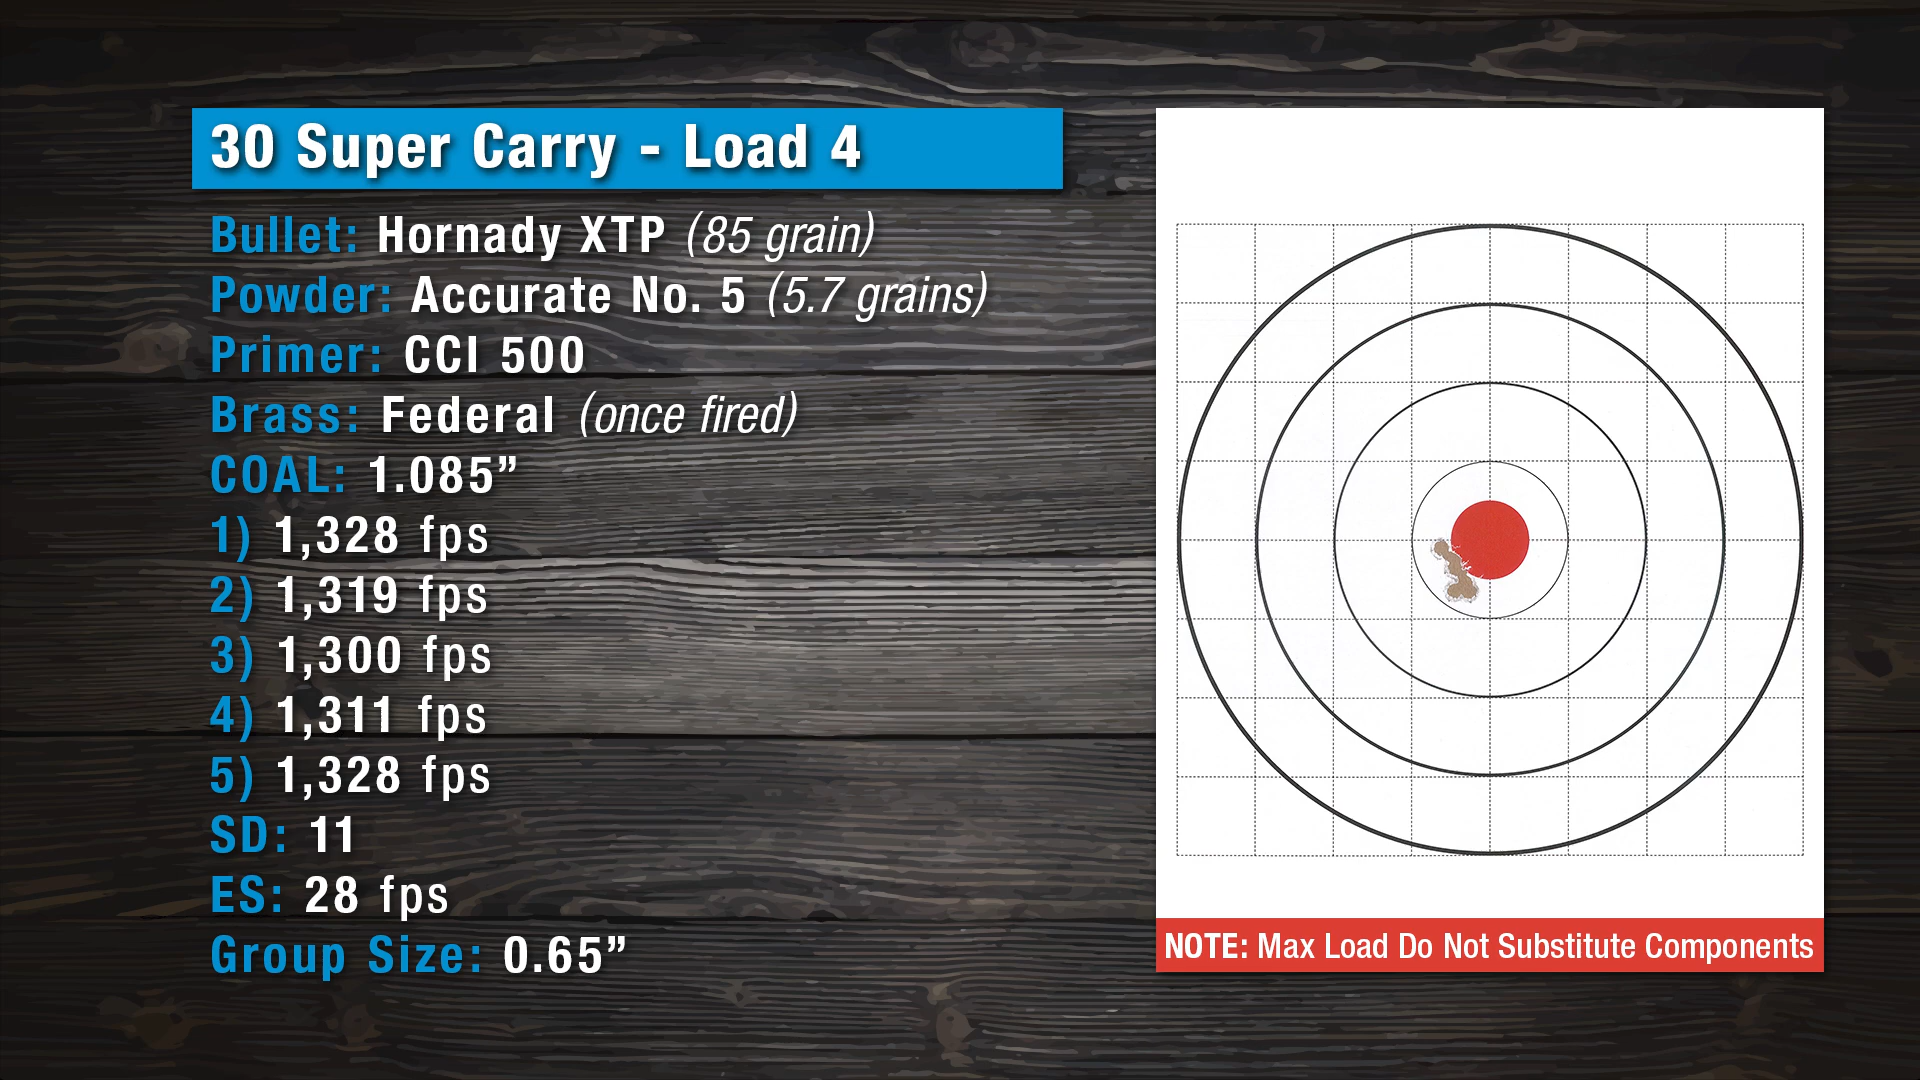 30 Super Carry - Load 4
Bullet: Hornady XTP (85 grain)
Powder: Accurate No. 5 (5.7 grains)
Primer: CCI 500
Brass: Federal (once fired)
COAL: 1.085”
1) 1,328 fps
2) 1,319 fps
3) 1,300 fps
4) 1,311 fps
5) 1,328 fps
SD: 11
ES: 28 fps
Group Size: 0.65”
NOTE: Max Load Do Not Substitute Components